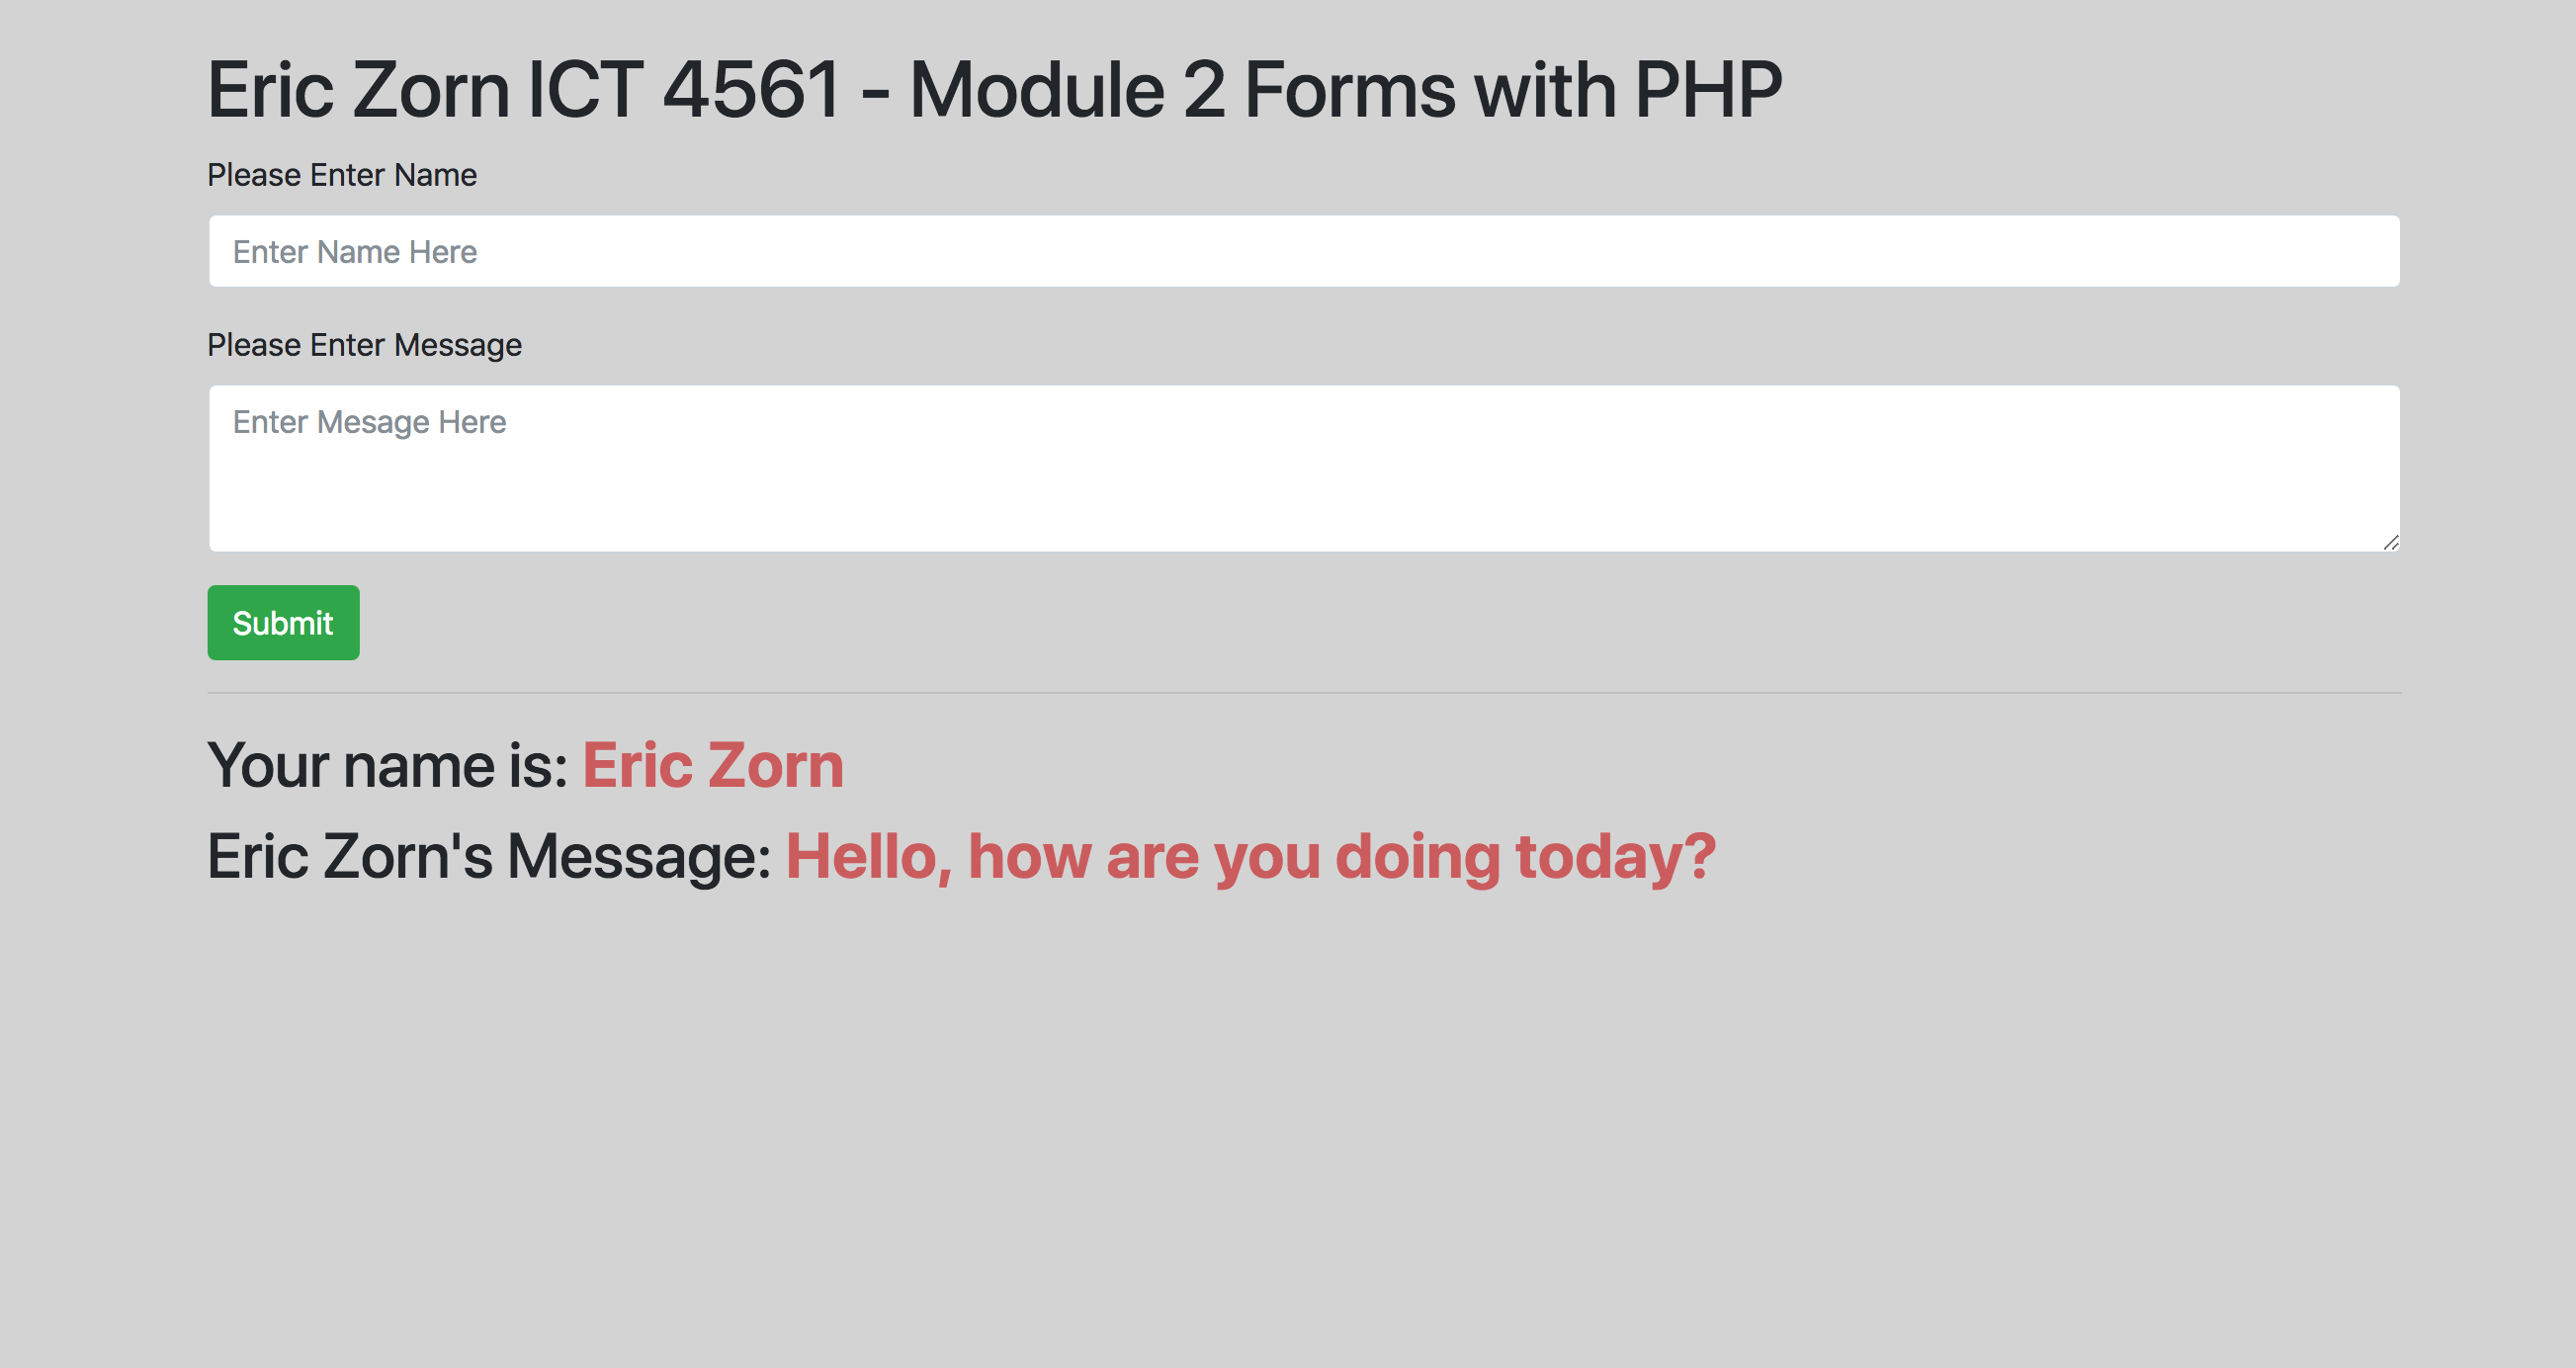 Eric Zorn ICT 4561 - Module 2 Forms with PHP
Please Enter Name
Enter Name Here
Please Enter Message
Enter Mesage Here
Submit
Your name is: Eric Zorn
Eric Zorn's Message: Hello, how are you doing today?